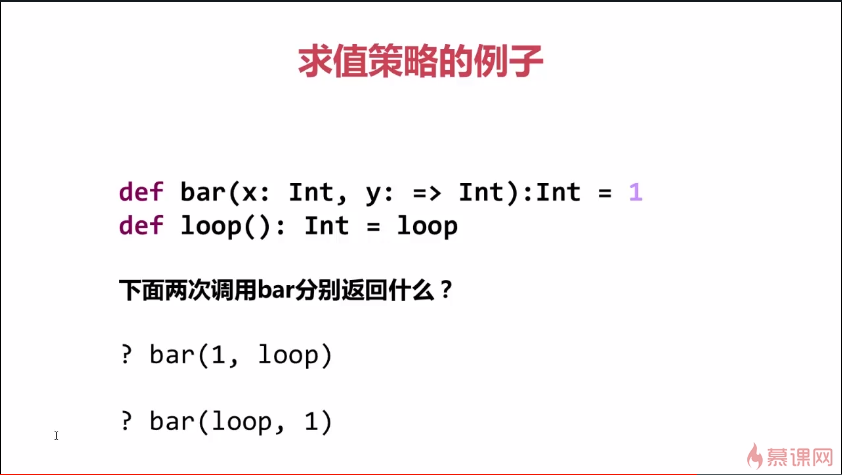 求值策略的例子
def bar(x: Int, y: => Int):Int = 1
def loop(): Int = loop
下面两次调用bar分别返回什么？
? bar(1, loop)
? bar(loop, 1)
慕课网